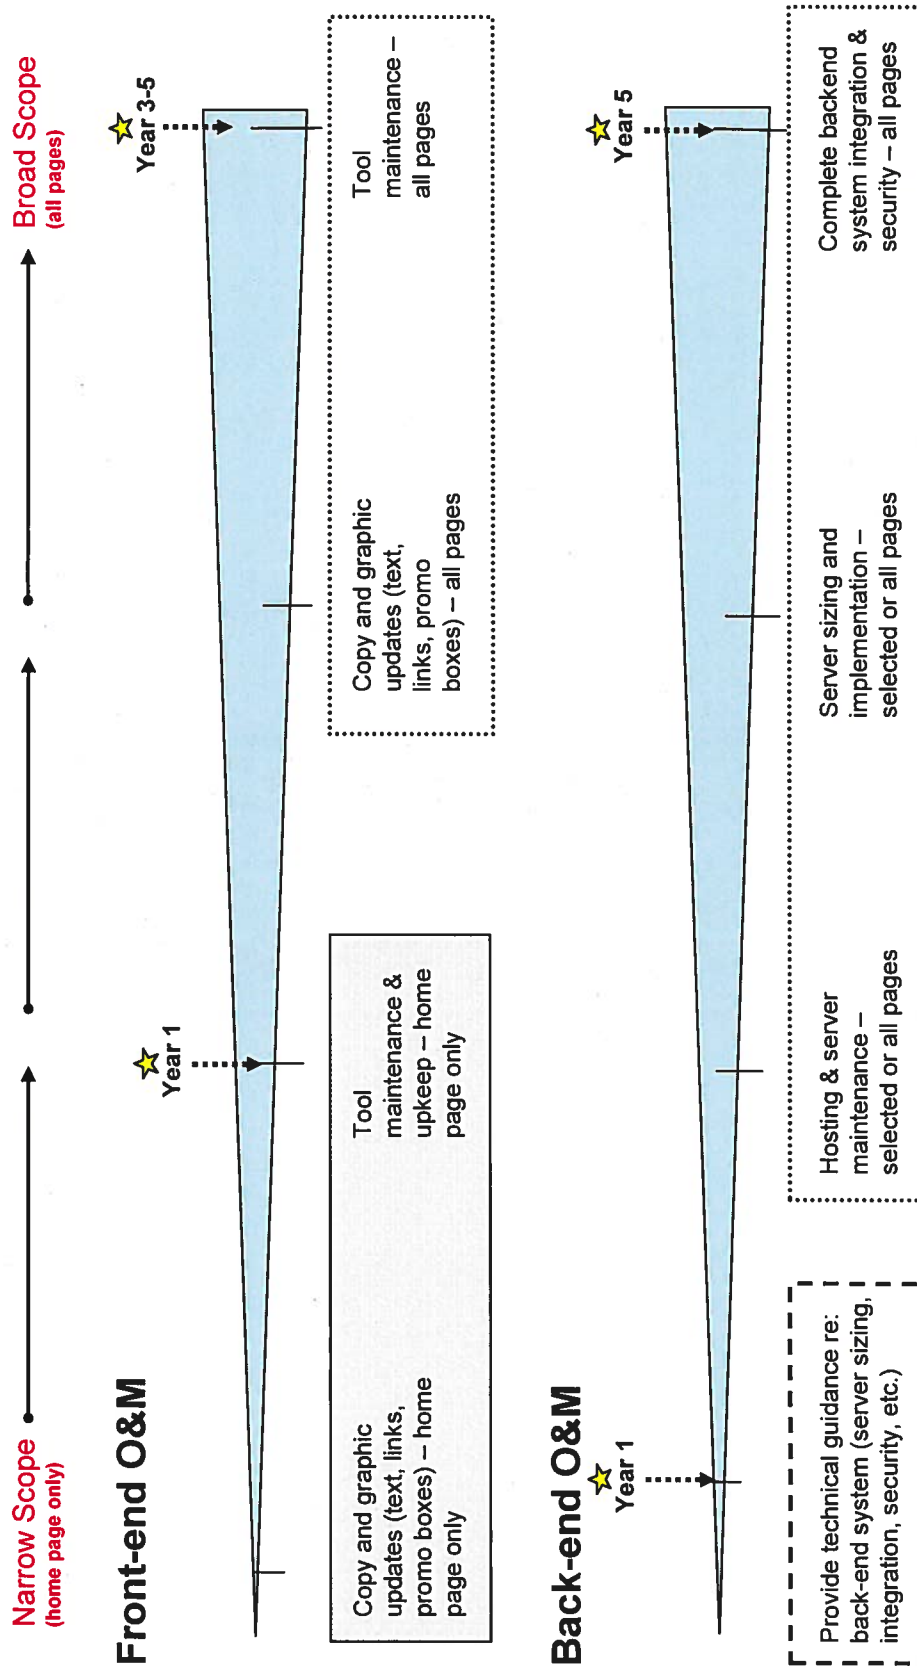 Narrow Scope
(home page only)
Broad Scope
(all pages)
Front-end O&M
Year 1
Year 3-5
Copy and graphic
updates (text, links,
promo boxes) – home
page only
Tool
maintenance &
upkeep – home
page only
Copy and graphic
updates (text,
links, promo
boxes) – all pages
Tool
maintenance –
all pages
Back-end O&M
Year 1
Year 5
Provide technical guidance re:
back-end system (server sizing,
integration, security, etc.)
Hosting & server
maintenance –
selected or all pages
Server sizing and
implementation –
selected or all pages
Complete backend
system integration &
security – all pages